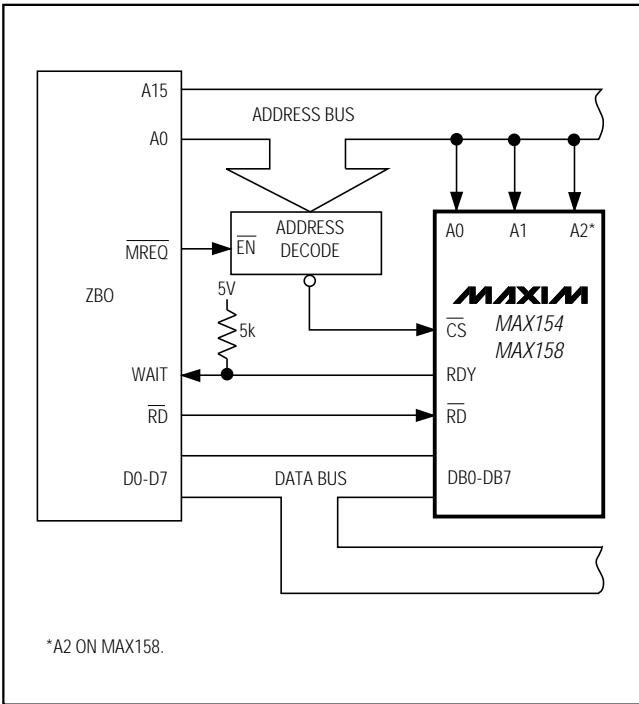 A15
ADDRESS BUS
A0
A0 A1 A2*
ADDRESS
DECODE
MREQ
EN
ZBO
5V
5k
MAXIM
MAX154
MAX158
CS
WAIT
RDY
RD
RD
D0-D7
DATA BUS
DB0-DB7
*A2 ON MAX158.